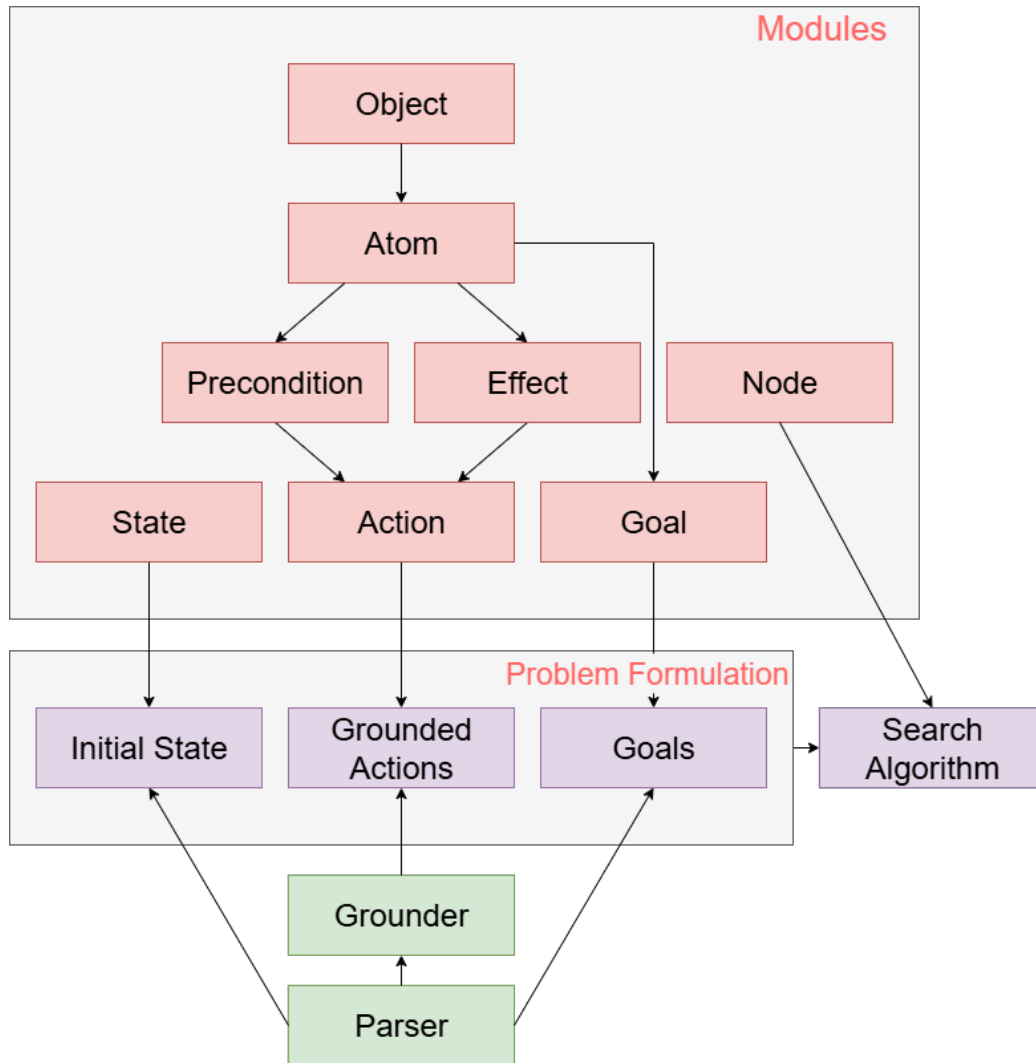 Modules
Object
Atom
Precondition
Effect
Node
State
Action
Goal
Problem Formulation
Initial State
Grounded
Actions
Goals
Search
Algorithm
Grounder
Parser